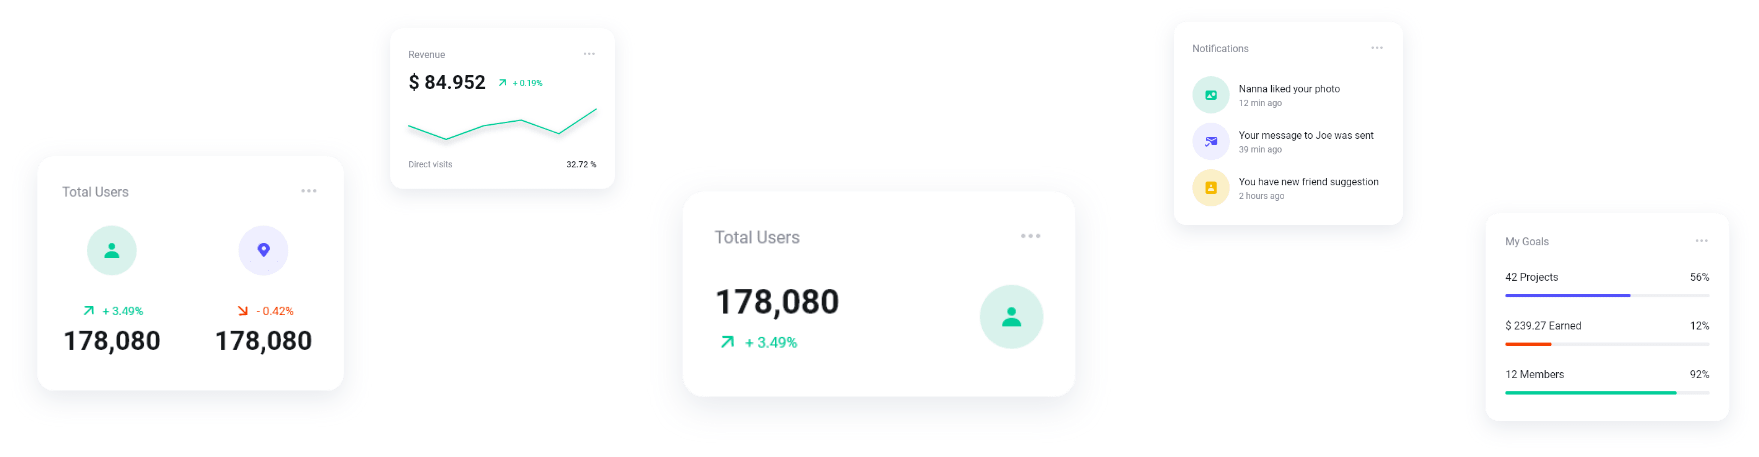 Total Users
+ 3.49%
- 0.42%
178,080
178,080
Revenue
$ 84.952
+ 0.19%
Direct visits
32.72 %
Total Users
178,080
+ 3.49%
Notifications
Nanna liked your photo
12 min ago
Your message to Joe was sent
39 min ago
You have new friend suggestion
2 hours ago
My Goals
42 Projects
56%
$ 239.27 Earned
12%
12 Members
92%